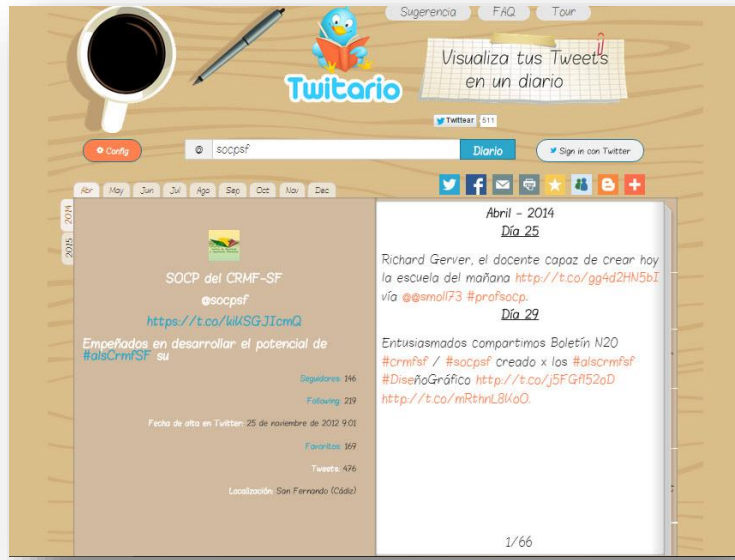 Sugerencia FAQ Tour
Visualiza tus Tweets
en un diario
Twitario
Twittear 511
Config
@ socpsf
Diario
Sign in con Twitter
Abr May Jun Jul Ago Sep Oct Nov Dec
2014
2015
SOCP del CRMF-SF
@socpsf
https://t.co/kiKSGJIcmQ
Empeñados en desarrollar el potencial de
#alsCrmfSF su
Seguidores: 146
Following: 219
Fecha de alta en Twitter: 25 de noviembre de 2012 9:01
Favoritos: 169
Tweets: 476
Localización: San Fernando (Cádiz)
Abril - 2014
Día 25
Richard Gerver, el docente capaz de crear hoy
la escuela del mañana http://t.co/gg4d2HN5bI
vía @@smoll73 #profsocp.
Día 29
Entusiasmados compartimos Boletín N20
#crmfsf / #socpsf creado x los #alscrmfsf
#DiseñoGráfico http://t.co/j5FGfl52oD
http://t.co/mRthnL8KoO.
1/66